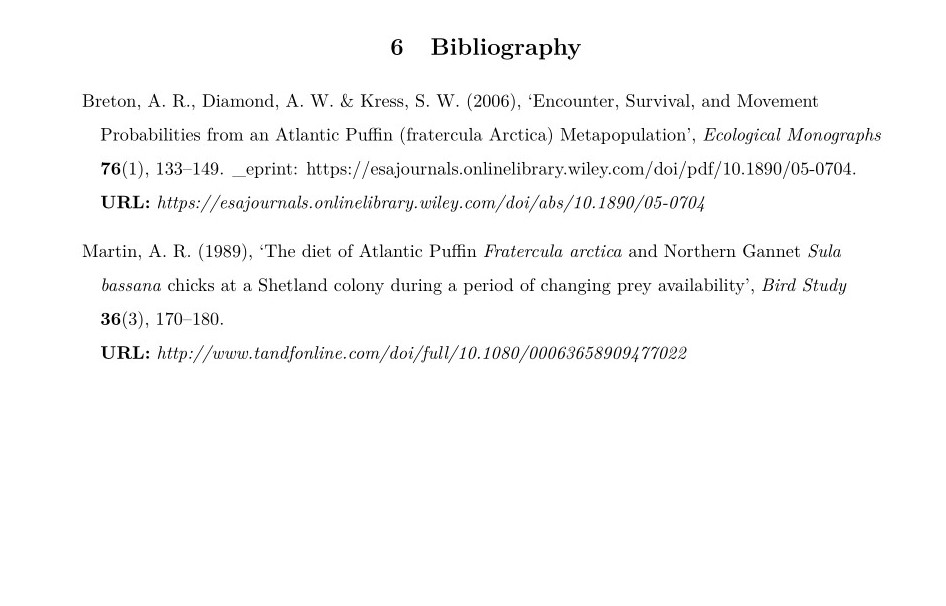 6 Bibliography
Breton, A. R., Diamond, A. W. & Kress, S. W. (2006), ‘Encounter, Survival, and Movement
Probabilities from an Atlantic Puffin (fratercula Arctica) Metapopulation’, Ecological Monographs
76(1), 133–149. _eprint: https://esajournals.onlinelibrary.wiley.com/doi/pdf/10.1890/05-0704.
URL: https://esajournals.onlinelibrary.wiley.com/doi/abs/10.1890/05-0704
Martin, A. R. (1989), ‘The diet of Atlantic Puffin Fratercula arctica and Northern Gannet Sula
bassana chicks at a Shetland colony during a period of changing prey availability’, Bird Study
36(3), 170–180.
URL: http://www.tandfonline.com/doi/full/10.1080/00063658909477022